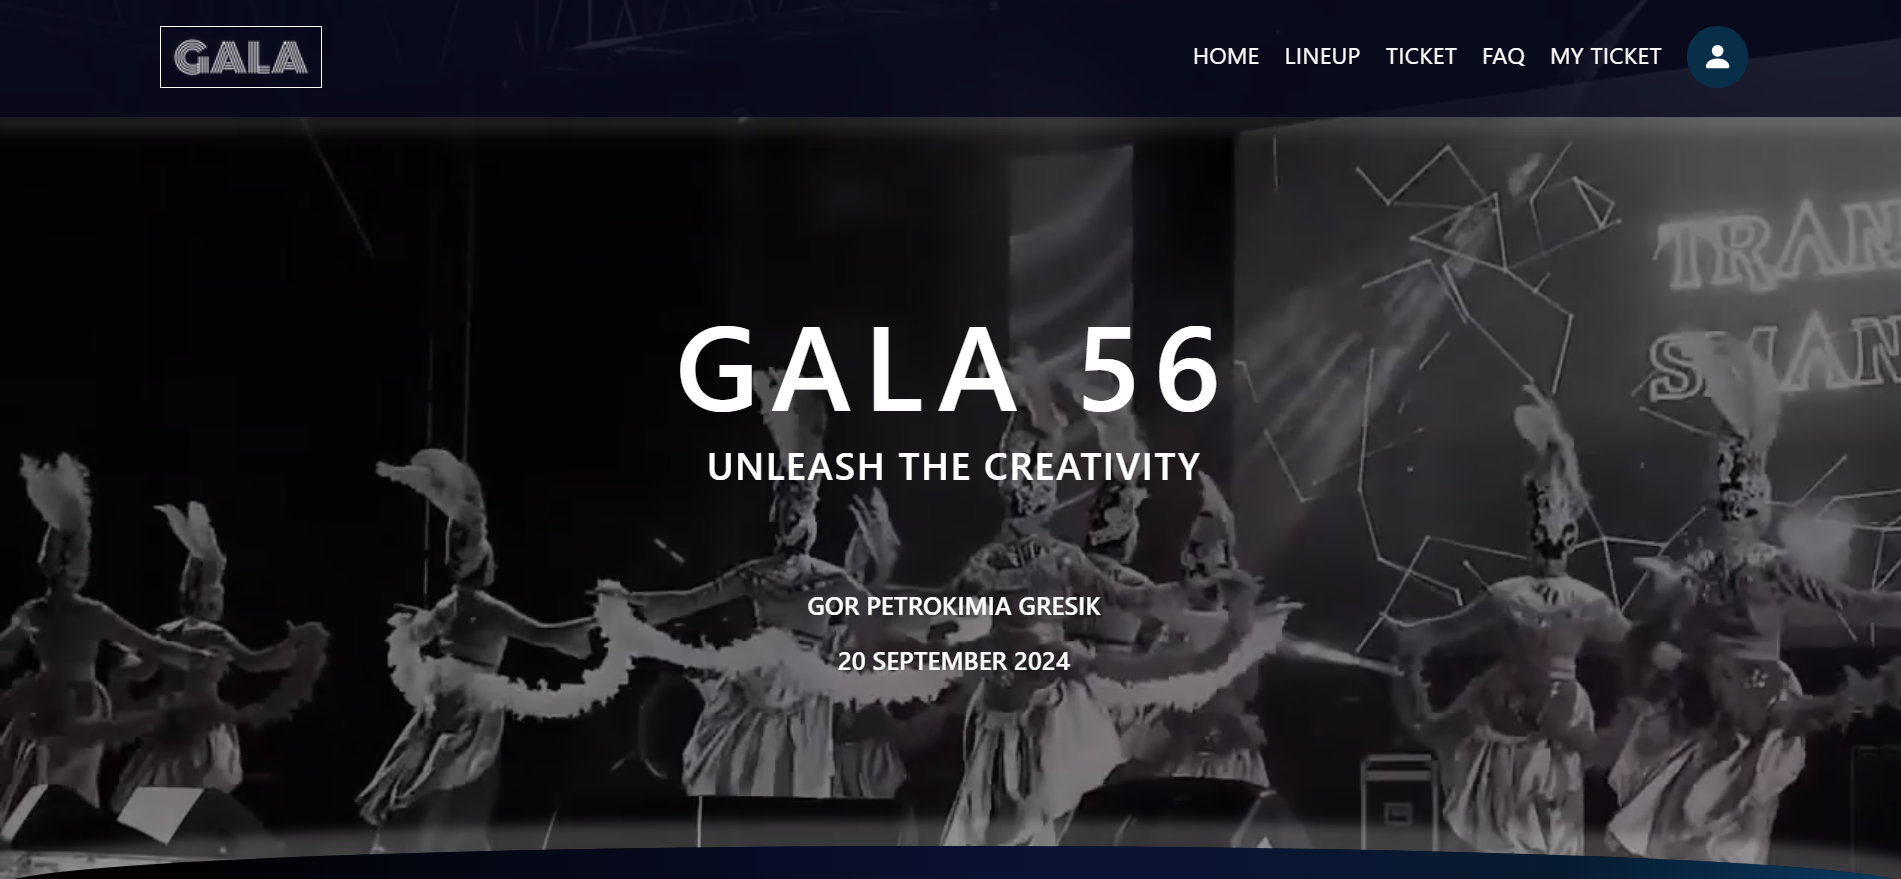 GALA
HOME LINEUP TICKET FAQ MY TICKET
TRAN
SMAN
GALA 56
UNLEASH THE CREATIVITY
GOR PETROKIMIA GRESIK
20 SEPTEMBER 2024